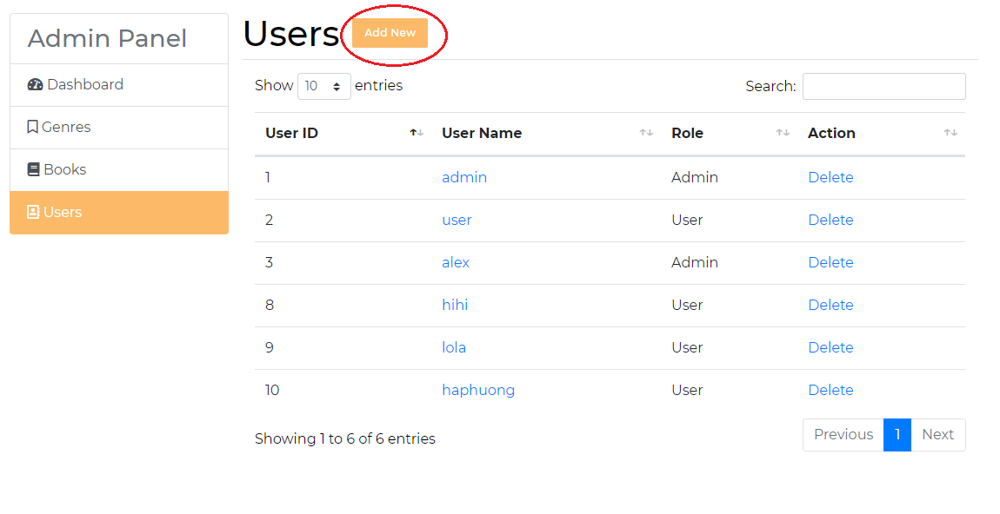 Admin Panel
Dashboard
Genres
Books
Users
Users Add New
Show 10 entries Search:
User ID User Name Role Action
1 admin Admin Delete
2 user User Delete
3 alex Admin Delete
8 hihi User Delete
9 lola User Delete
10 haphuong User Delete
Showing 1 to 6 of 6 entries Previous 1 Next